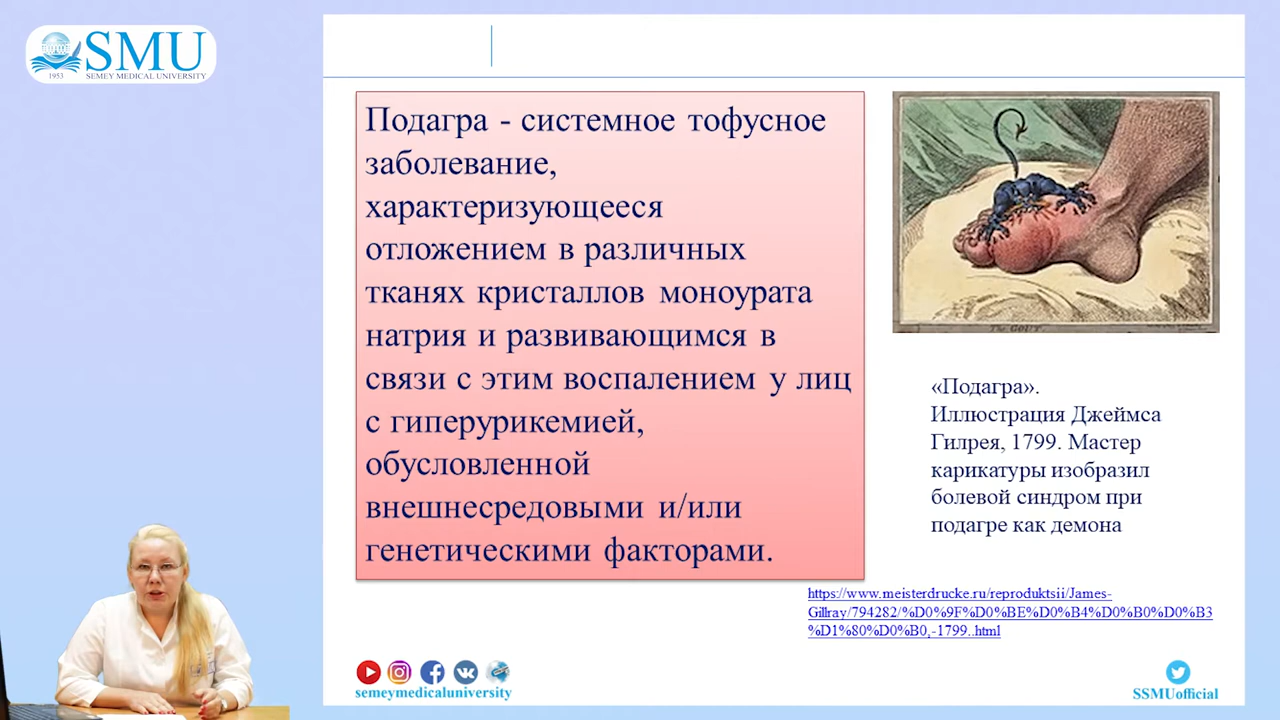 SMU
1953
SEMEY MEDICAL UNIVERSITY
Подагра - системное тофусное
заболевание,
характеризующееся
отложением в различных
тканях кристаллов моноурата
натрия и развивающимся в
связи с этим воспалением у лиц
с гиперурикемией,
обусловленной
внешнесредовыми и/или
генетическими факторами.
The GOUT
«Подагра».
Иллюстрация Джеймса
Гилрея, 1799. Мастер
карикатуры изобразил
болевой синдром при
подагре как демона
https://www.meisterdrucke.ru/reproduktsii/James-
Gillray/794282/%D0%9F%D0%BE%D0%B4%D0%B0%D0%B3
%D1%80%D0%B0,-1799..html
semeymedicaluniversity
SSMUofficial